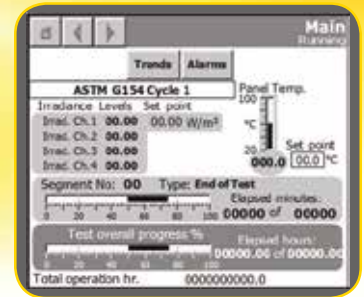 Main
Running
Trends Alarms
ASTM G154 Cycle 1
Panel Temp.
Irradance Levels Set point
100
Irrad. Ch.1 00.00 00.00 W/m²
°C
Irrad. Ch.2 00.00
Irrad. Ch.3 00.00
20
Set point
Irrad. Ch.4 00.00
000.0 00.0 °C
Segment No: 00 Type: End of Test
Elapsed minutes:
0 20 40 60 80 100
00000 of 00000
Test overall progress %
Elapsed hours:
0 20 40 60 80 100
00000.00 of 00000.00
Total operation hr. 0000000000.0